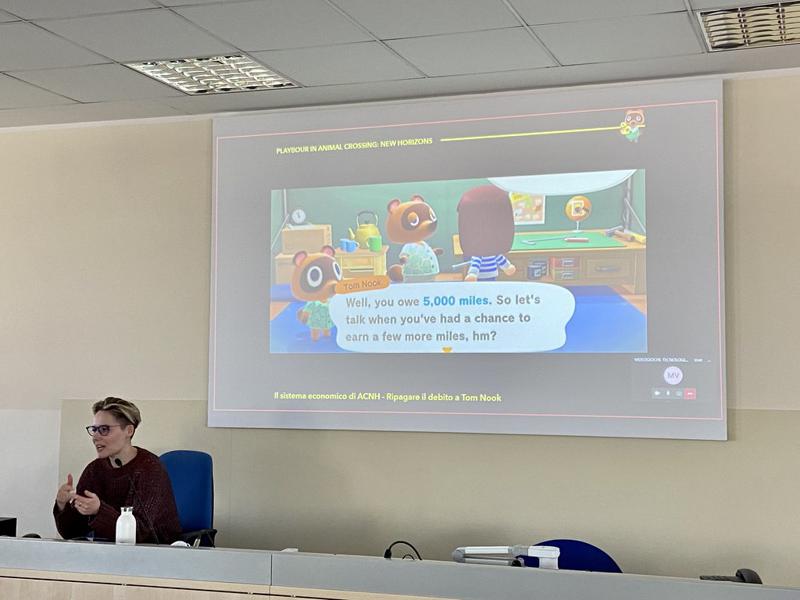 PLAYBOUR IN ANIMAL CROSSING: NEW HORIZONS
Tom Nook
Well, you owe 5,000 miles. So let's
talk when you've had a chance to
earn a few more miles, hm?
MV
Il sistema economico di ACNH - Ripagare il debito a Tom Nook